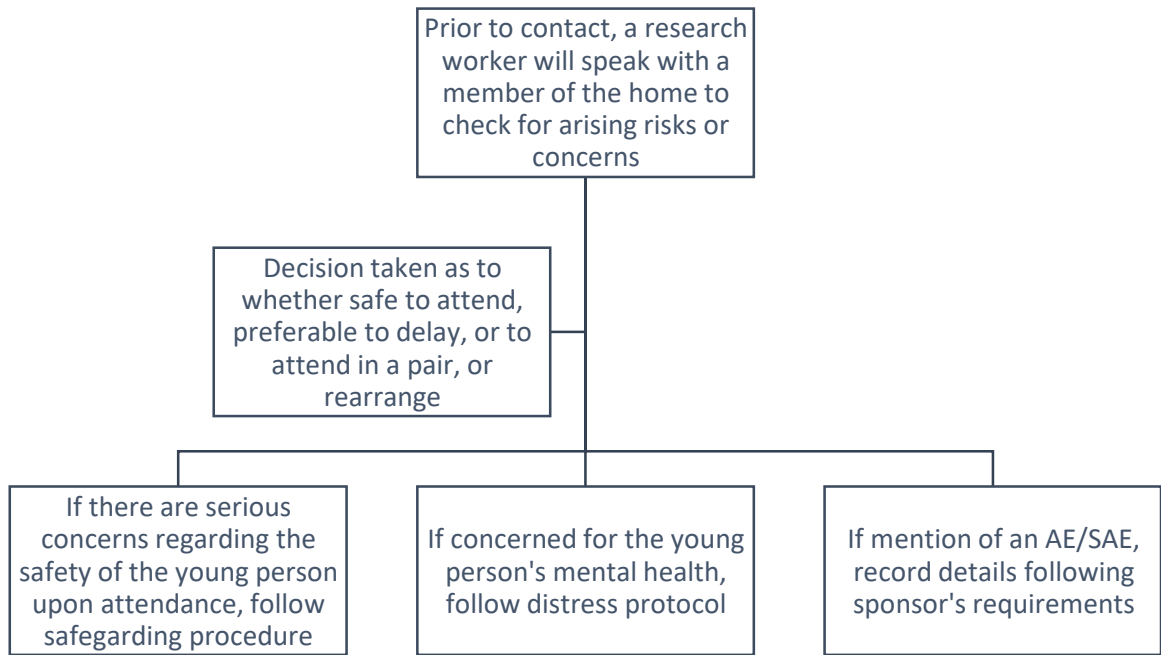 Prior to contact, a research
worker will speak with a
member of the home to
check for arising risks or
concerns
Decision taken as to
whether safe to attend,
preferable to delay, or to
attend in a pair, or
rearrange
If there are serious
concerns regarding the
safety of the young person
upon attendance, follow
safegarding procedure
If concerned for the young
person's mental health,
follow distress protocol
If mention of an AE/SAE,
record details following
sponsor's requirements